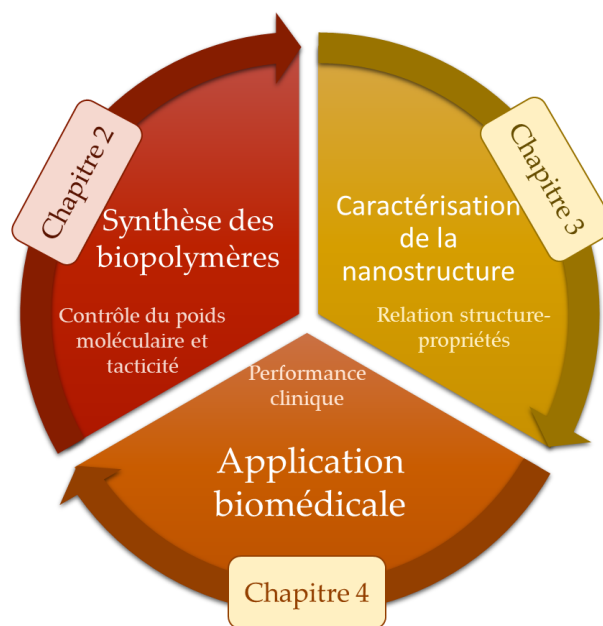 Chapitre 2
Synthèse des
biopolymères
Contrôle du poids
moléculaire et
tacticité
Chapitre 3
Caractérisation
de la
nanostructure
Relation structure-
propriétés
Performance
clinique
Application
biomédicale
Chapitre 4